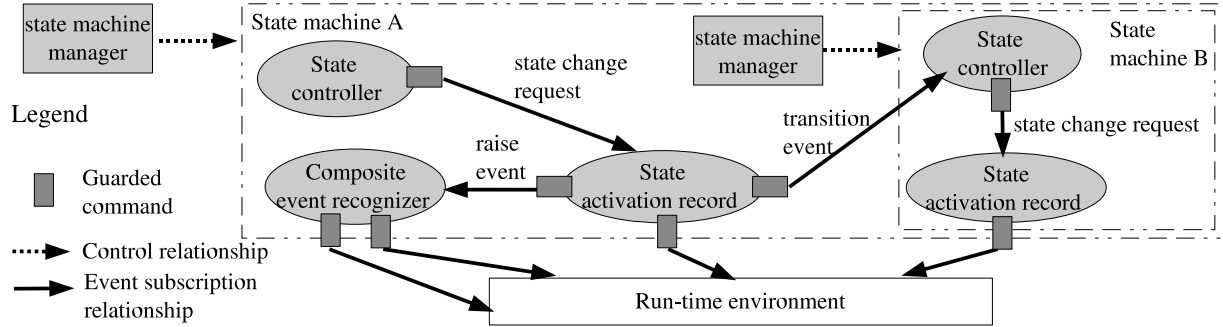 state machine
manager
State machine A
State
controller
state change
request
state machine
manager
State
controller
State
machine B
Legend
transition
event
state change request
raise
event
Guarded
command
Composite
event recognizer
State
activation record
State
activation record
Control relationship
Event subscription
relationship
Run-time environment